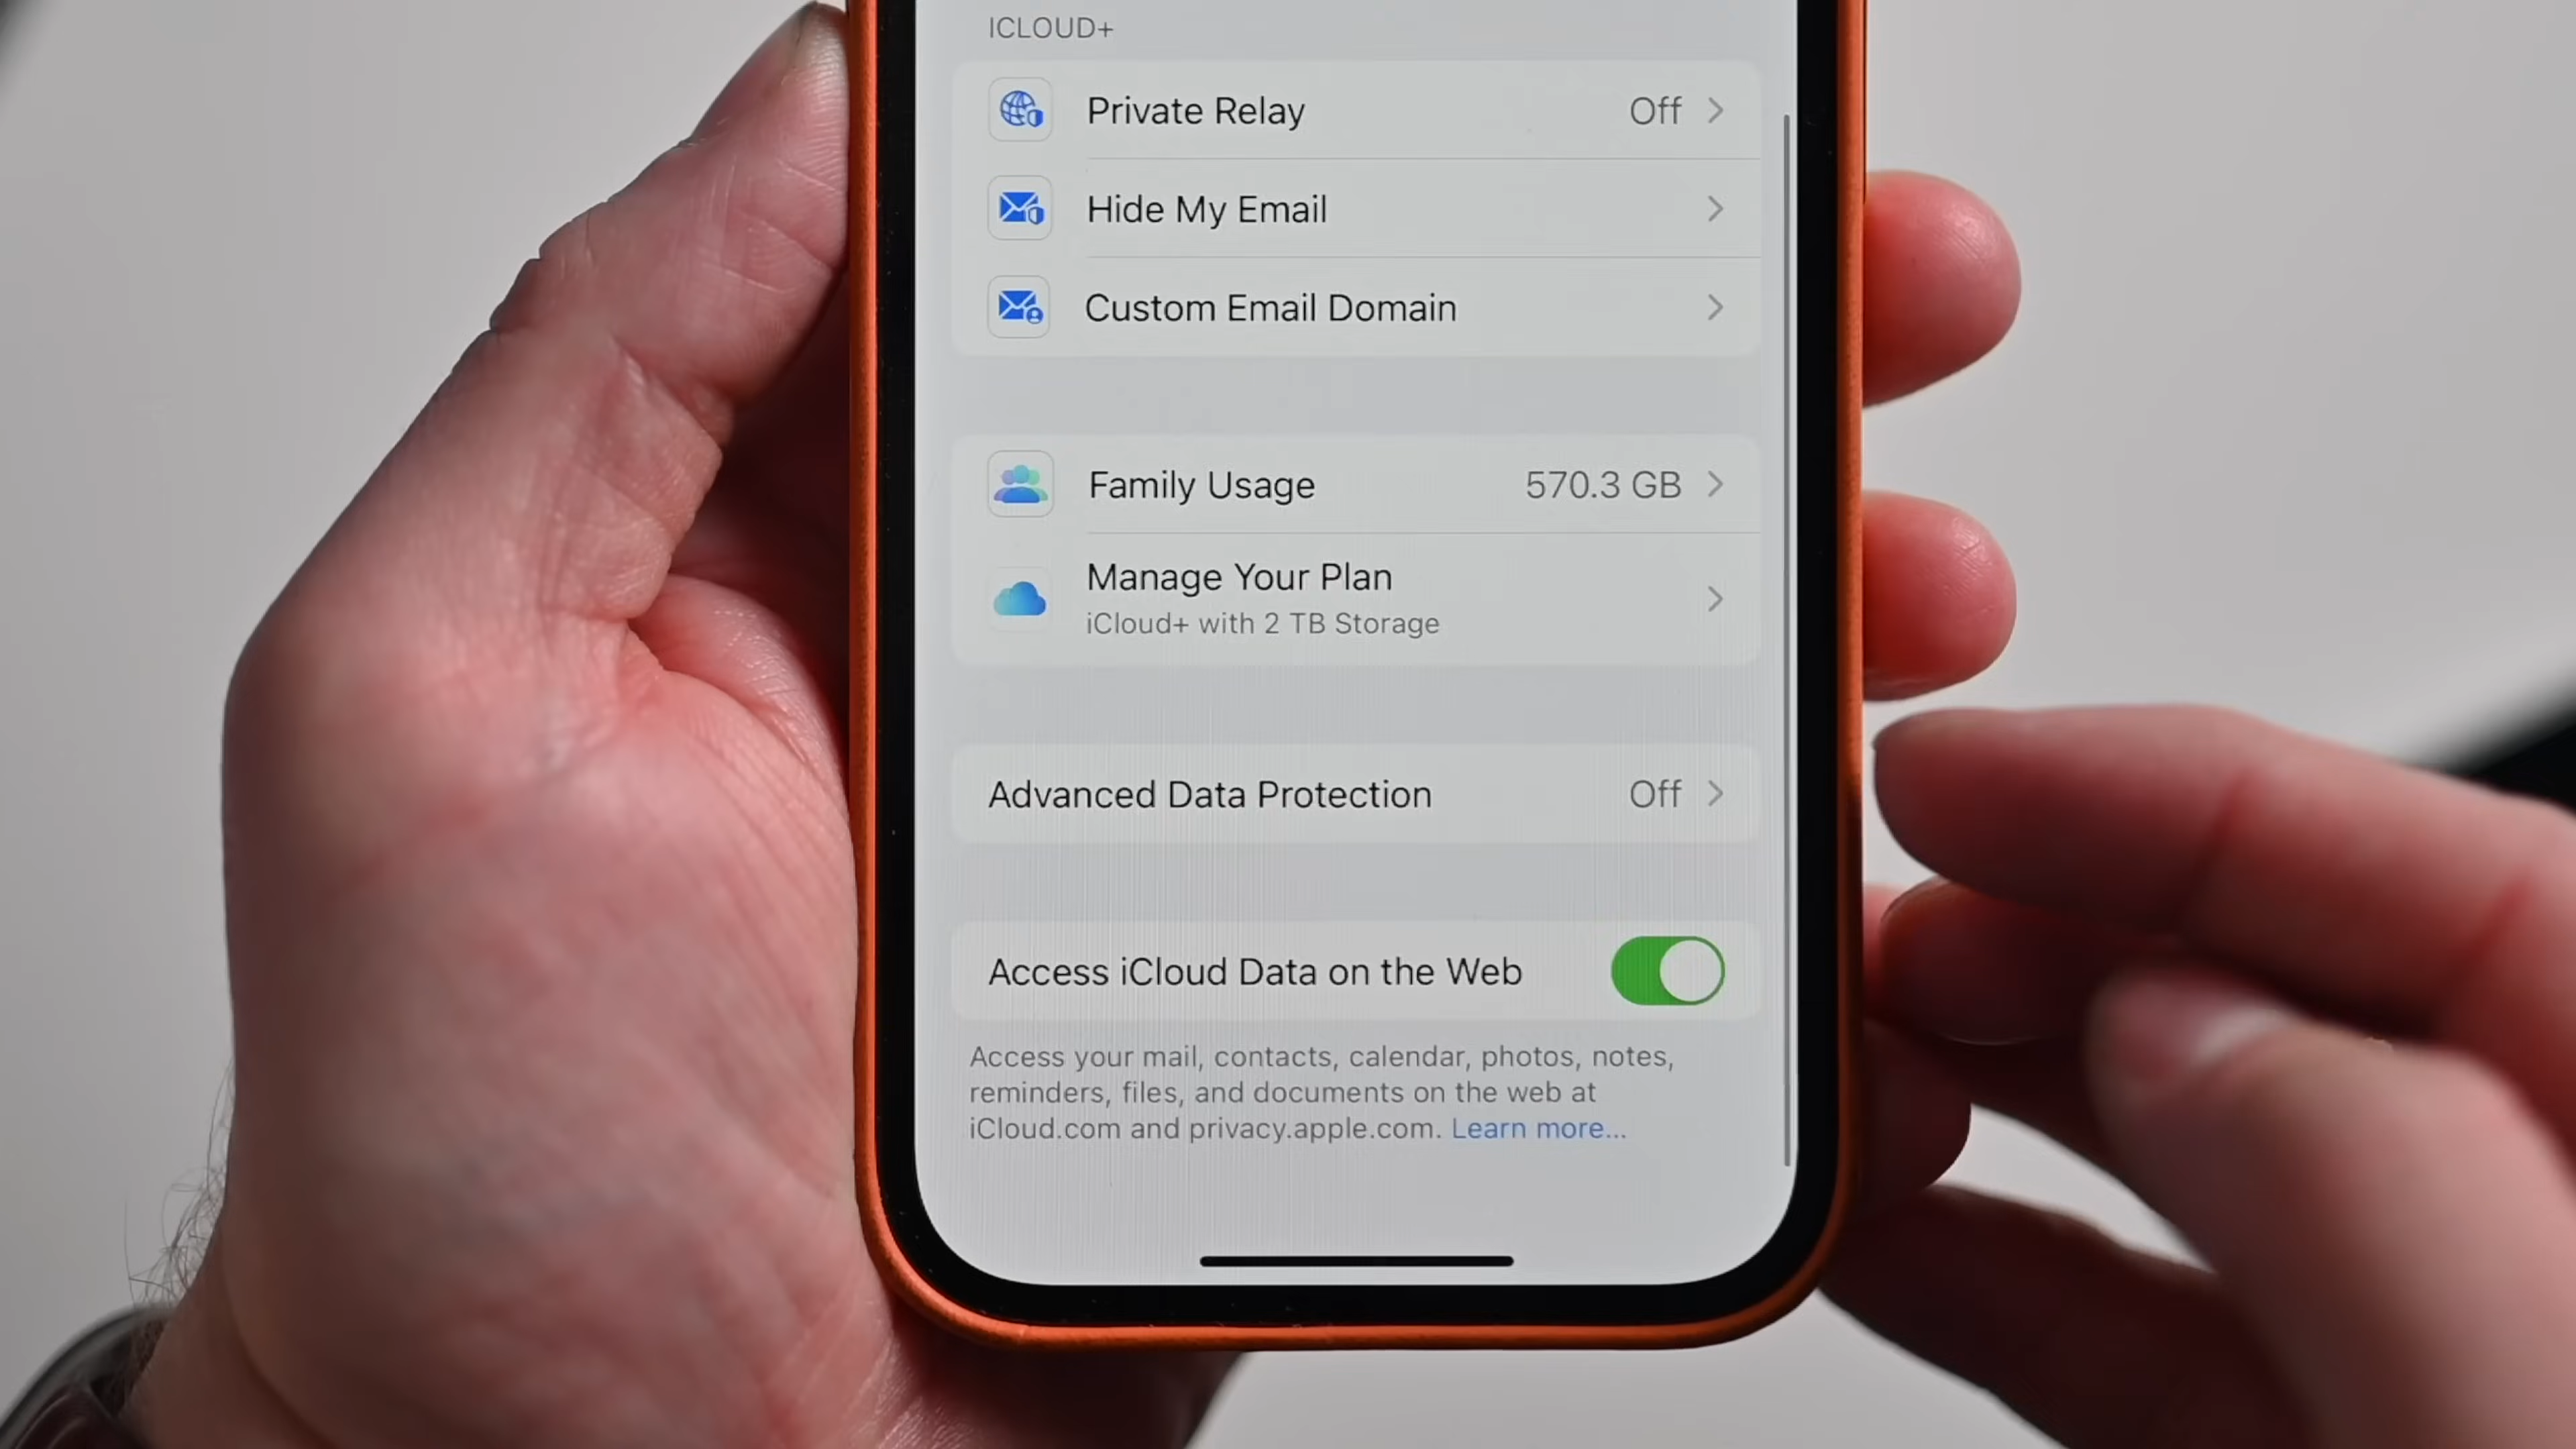 ICLOUD+
Private Relay Off
Hide My Email
Custom Email Domain
Family Usage 570.3 GB
Manage Your Plan
iCloud+ with 2 TB Storage
Advanced Data Protection Off
Access iCloud Data on the Web
Access your mail, contacts, calendar, photos, notes,
reminders, files, and documents on the web at
iCloud.com and privacy.apple.com. Learn more...